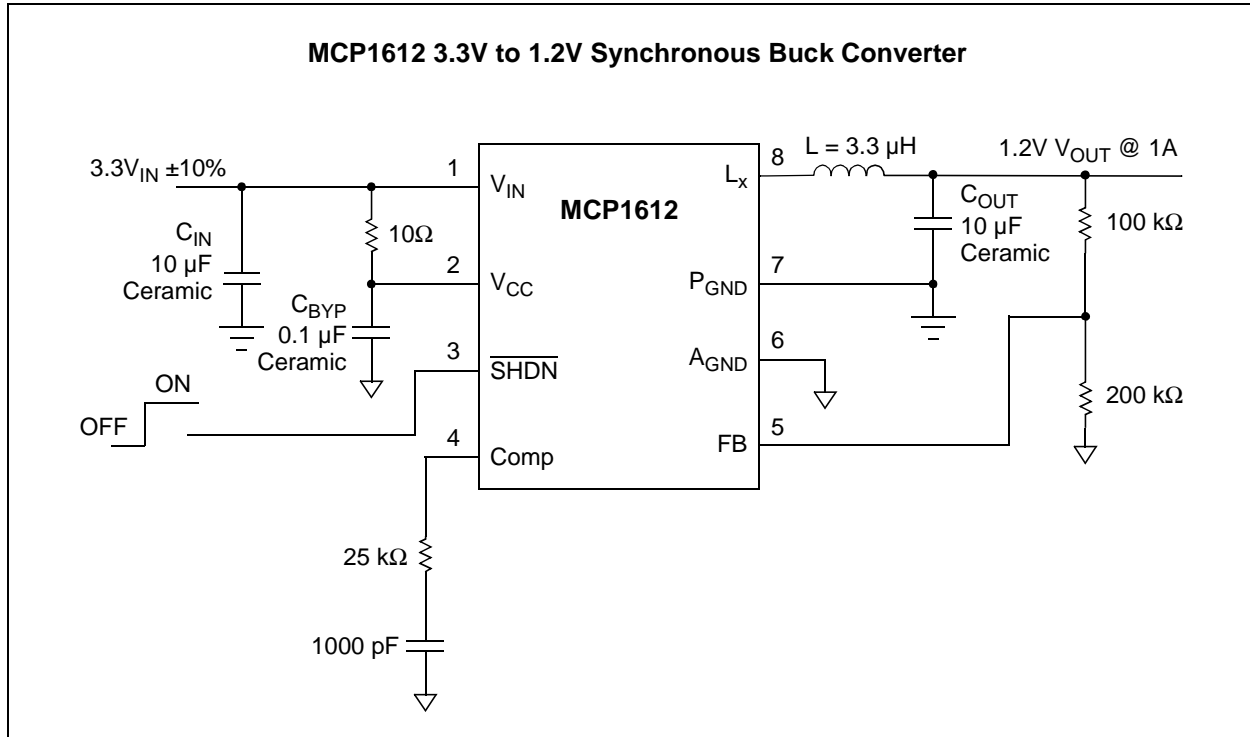 MCP1612 3.3V to 1.2V Synchronous Buck Converter
3.3VIN ±10%
CIN
10 µF
Ceramic
10Ω
CBYP
0.1 µF
Ceramic
OFF
ON
1
2
3
4
VIN
VCC
SHDN
Comp
MCP1612
Lx
PGND
AGND
FB
8
7
6
5
L = 3.3 µH
1.2V VOUT @ 1A
COUT
10 µF
Ceramic
100 kΩ
200 kΩ
25 kΩ
1000 pF